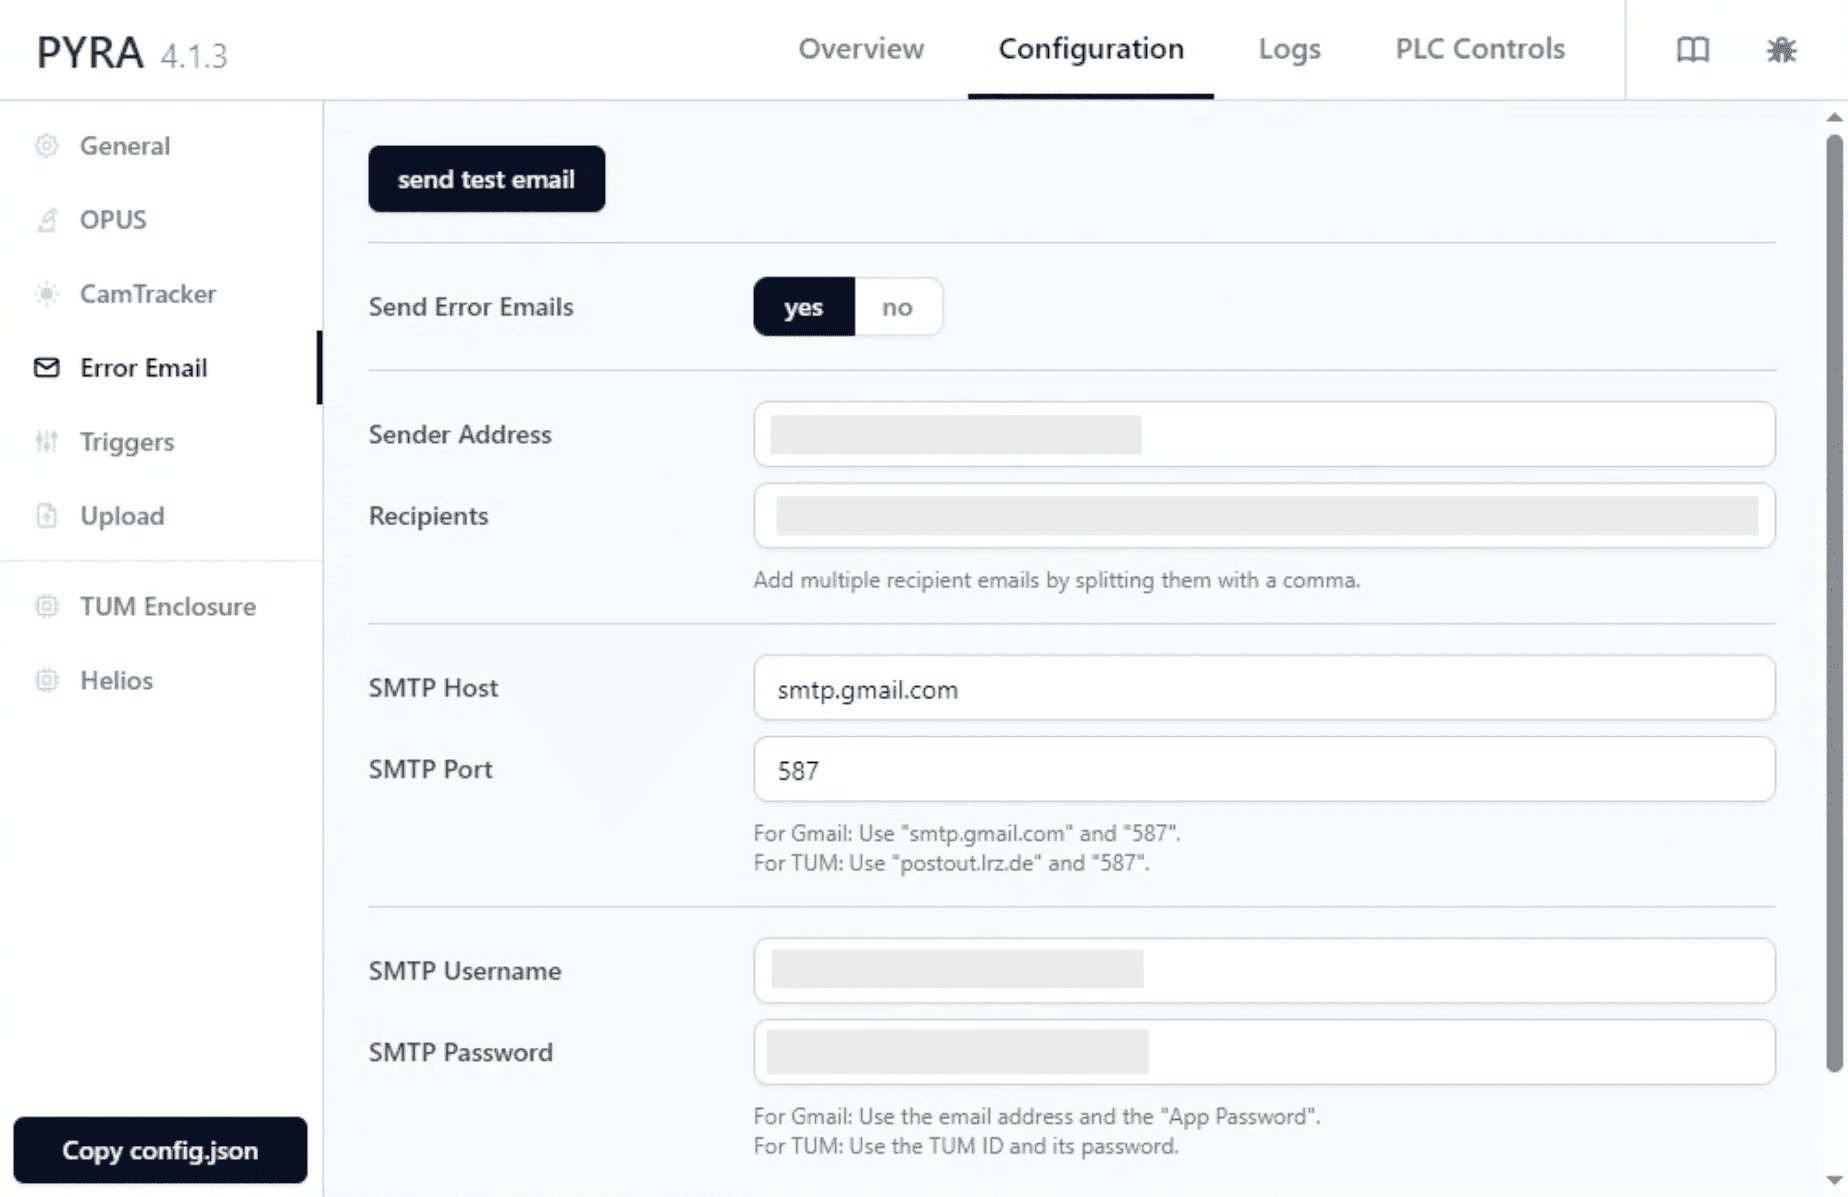 PYRA 4.1.3
Overview
Configuration
Logs
PLC Controls
General
OPUS
CamTracker
Error Email
Triggers
Upload
TUM Enclosure
Helios
Copy config.json
send test email
Send Error Emails
yes
no
Sender Address
Recipients
Add multiple recipient emails by splitting them with a comma.
SMTP Host
smtp.gmail.com
SMTP Port
587
For Gmail: Use "smtp.gmail.com" and "587".
For TUM: Use "postout.lrz.de" and "587".
SMTP Username
SMTP Password
For Gmail: Use the email address and the "App Password".
For TUM: Use the TUM ID and its password.